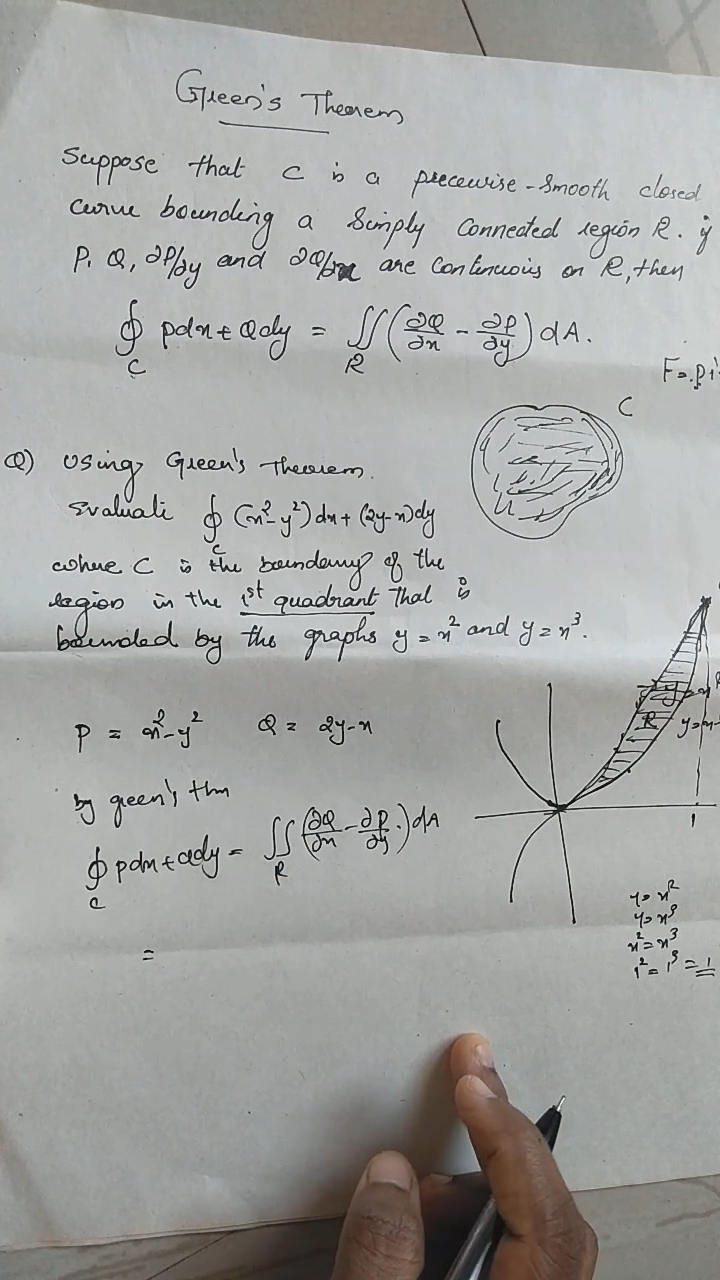 Green's Theorem
Suppose that C is a piecewise-smooth closed
curve bounding a simply connected region R. if
P, Q, ∂P/∂y and ∂Q/∂x are continuous on R, then
∮_C Pdx + Qdy = ∬_R (∂Q/∂x - ∂P/∂y) dA.
F = Pi
C
Q) Using Green's Theorem.
Evaluate ∮_C (x²-y²)dx + (2y-x)dy
where C is the boundary of the
region in the 1st quadrant That is
bounded by the graphs y = x² and y = x³.
P = x²-y² Q = 2y-x
R
by green's thm
∮_C Pdx + Qdy = ∬_R (∂Q/∂x - ∂P/∂y.) dA
1
y = x²
y = x³
x² = x³
1² = 1³ = 1
=